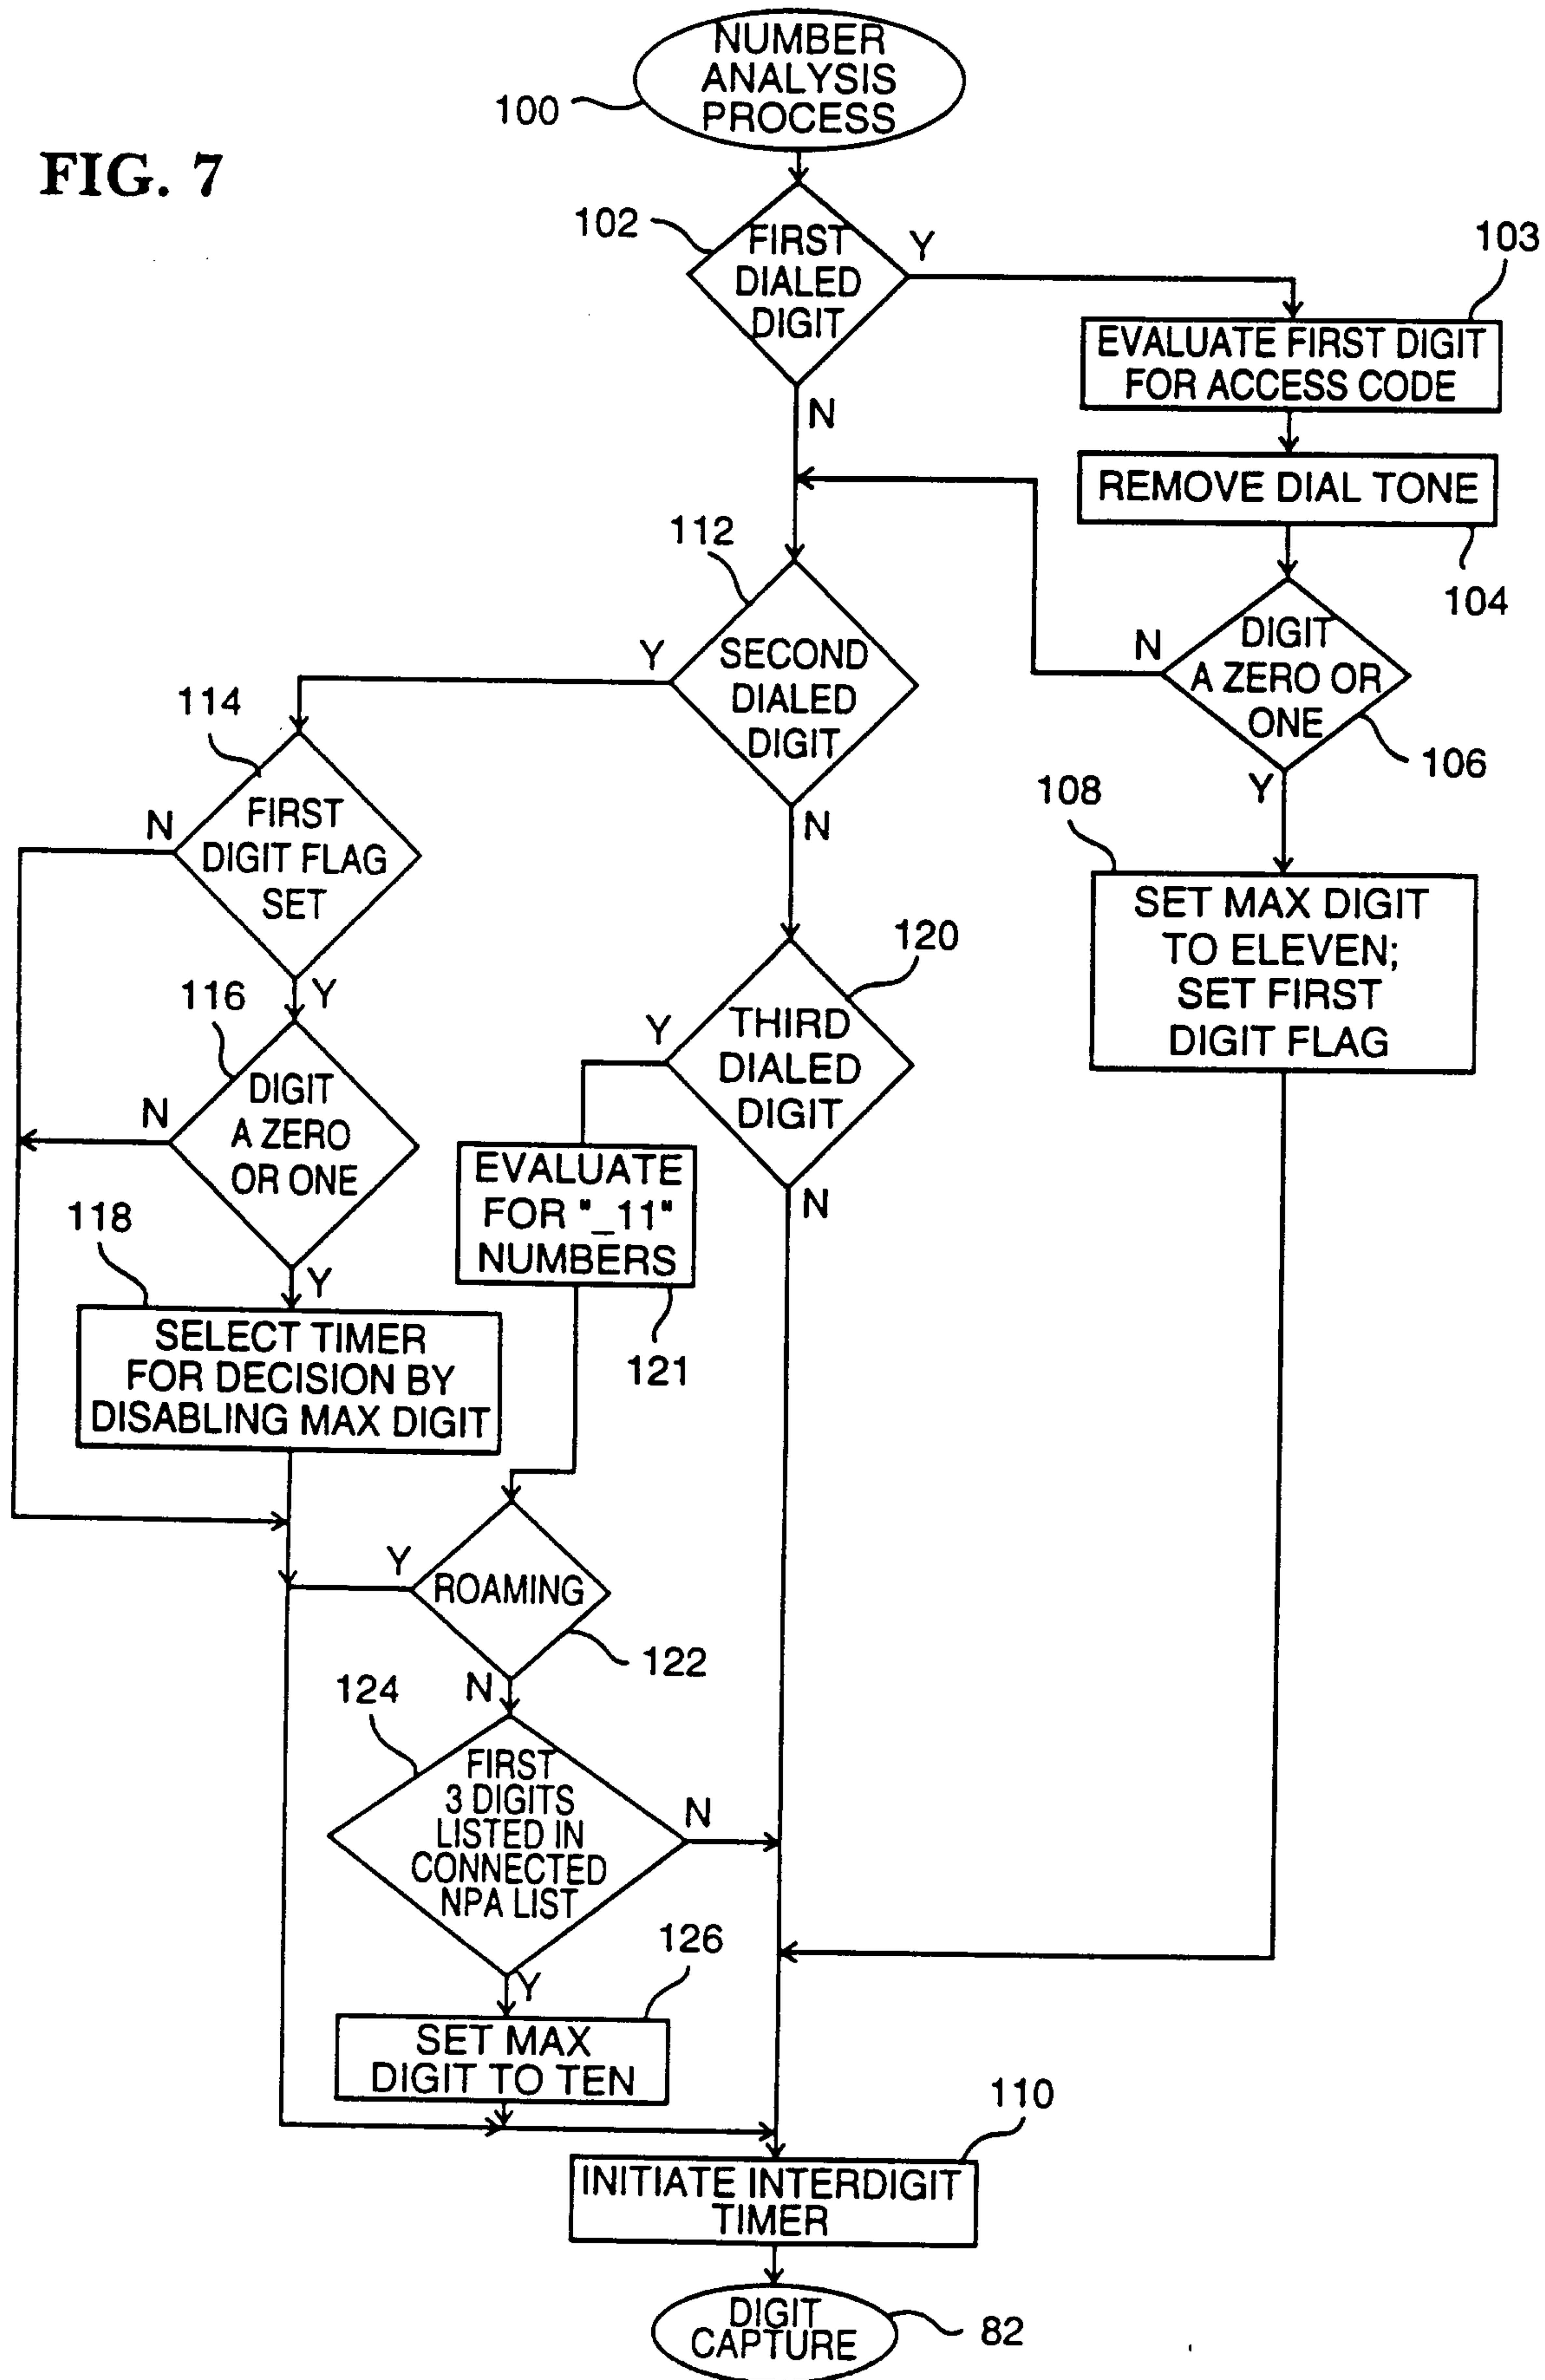 FIG. 7
NUMBER
ANALYSIS
PROCESS
100
102
FIRST
DIALED
DIGIT
Y
N
103
EVALUATE FIRST DIGIT
FOR ACCESS CODE
REMOVE DIAL TONE
104
DIGIT
A ZERO OR
ONE
N
Y
106
108
SET MAX DIGIT
TO ELEVEN;
SET FIRST
DIGIT FLAG
112
SECOND
DIALED
DIGIT
Y
N
114
FIRST
DIGIT FLAG
SET
N
Y
116
DIGIT
A ZERO
OR ONE
N
Y
118
SELECT TIMER
FOR DECISION BY
DISABLING MAX DIGIT
120
THIRD
DIALED
DIGIT
Y
N
EVALUATE
FOR "_11"
NUMBERS
121
ROAMING
Y
N
122
124
FIRST
3 DIGITS
LISTED IN
CONNECTED
NPA LIST
N
Y
126
SET MAX
DIGIT TO TEN
110
INITIATE INTERDIGIT
TIMER
DIGIT
CAPTURE
82